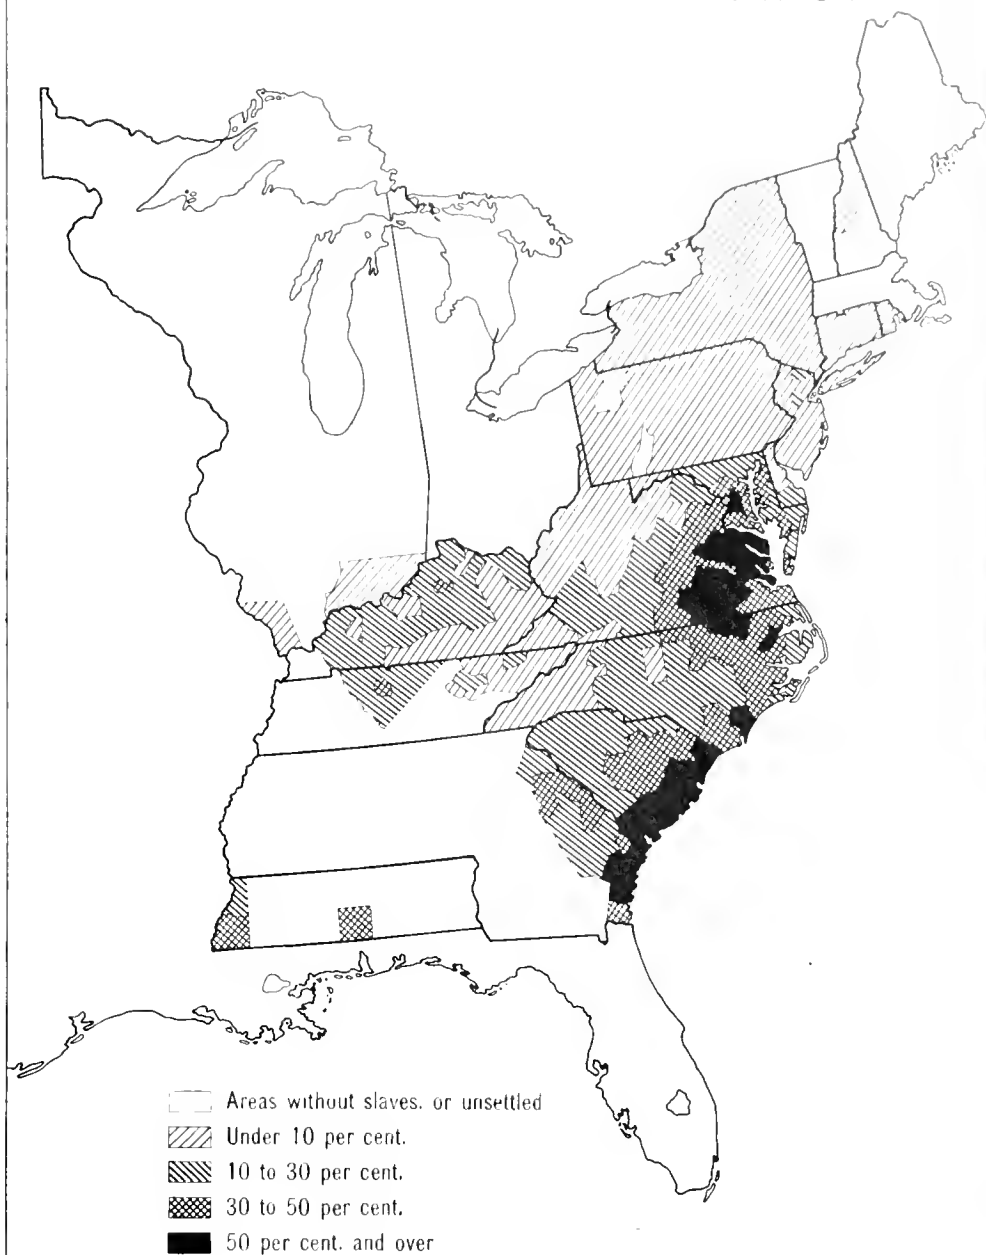 Areas without slaves. or unsettled
Under 10 per cent.
10 to 30 per cent.
30 to 50 per cent.
50 per cent. and over